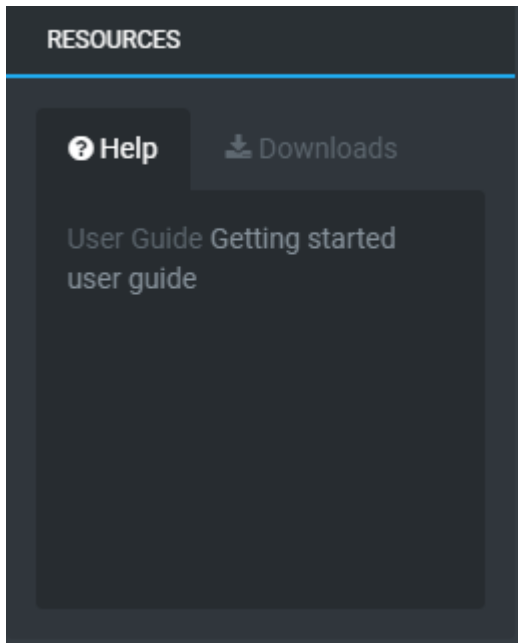 RESOURCES
Help
Downloads
User Guide Getting started
user guide